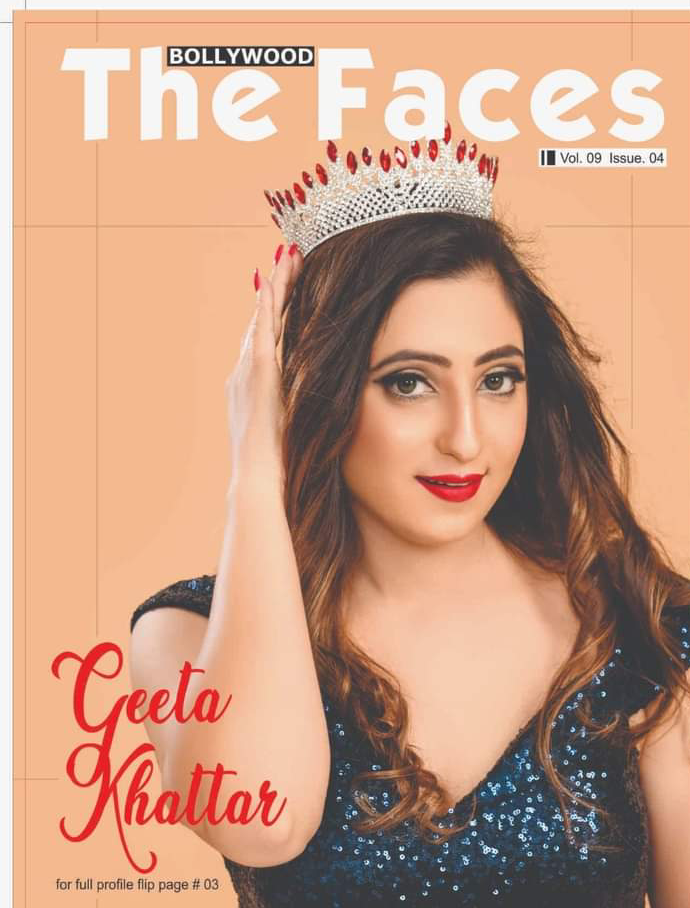 BOLLYWOOD
The Faces
Vol. 09 Issue. 04
Geeta
Khattar
for full profile flip page # 03